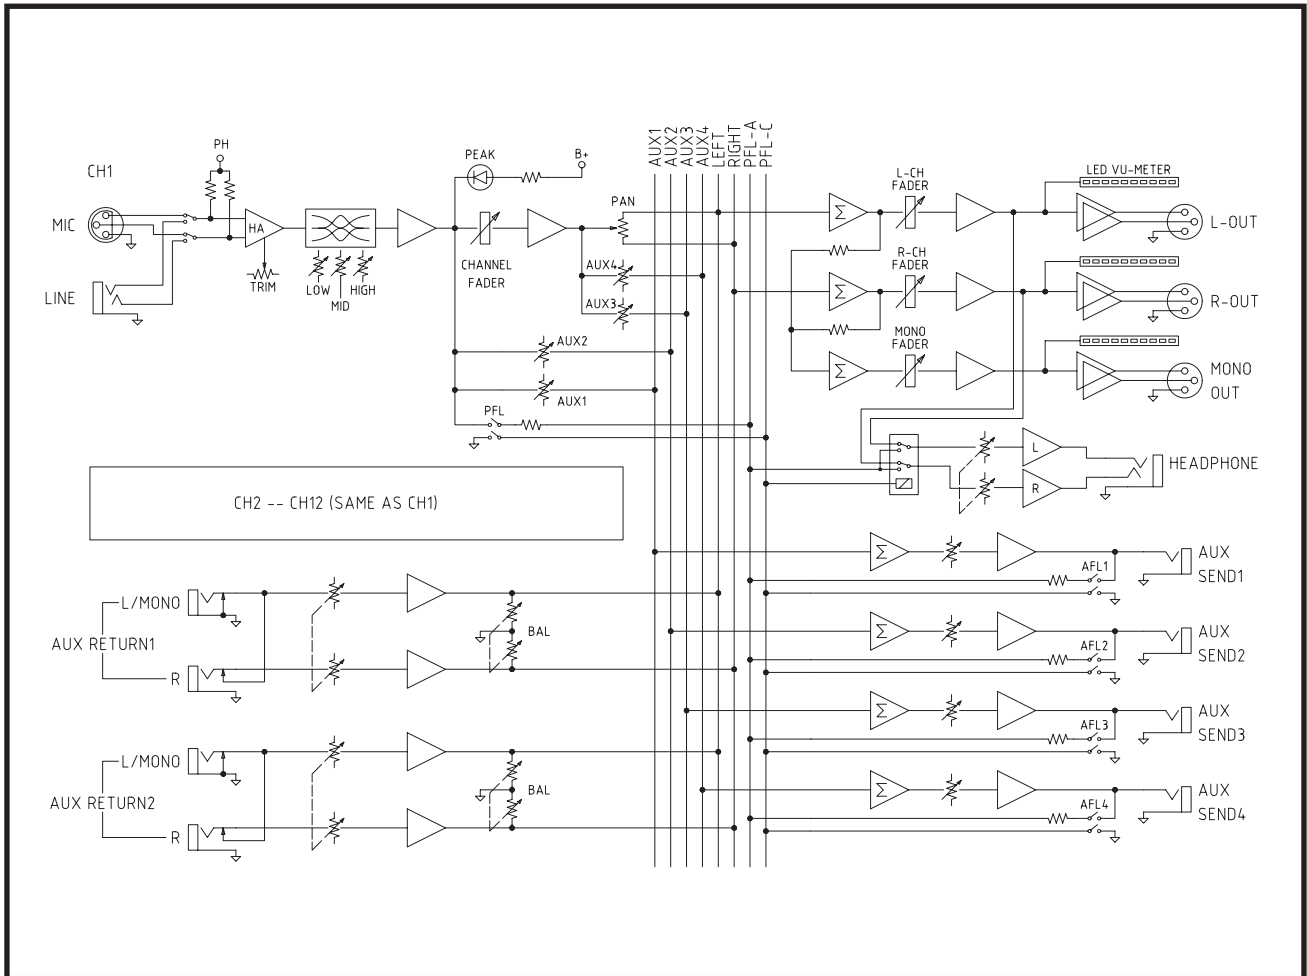 CH1
PH
MIC
LINE
HA
TRIM
LOW
MID
HIGH
PEAK
B+
CHANNEL
FADER
PAN
AUX4
AUX3
AUX2
AUX1
PFL
AUX1
AUX2
AUX3
AUX4
LEFT
RIGHT
PFL-A
PFL-C
Σ
L-CH
FADER
LED VU-METER
L-OUT
Σ
R-CH
FADER
R-OUT
Σ
MONO
FADER
MONO
OUT
L
R
HEADPHONE
CH2 -- CH12 (SAME AS CH1)
L/MONO
AUX RETURN1
R
BAL
L/MONO
AUX RETURN2
R
BAL
Σ
AFL1
AUX
SEND1
Σ
AFL2
AUX
SEND2
Σ
AFL3
AUX
SEND3
Σ
AFL4
AUX
SEND4